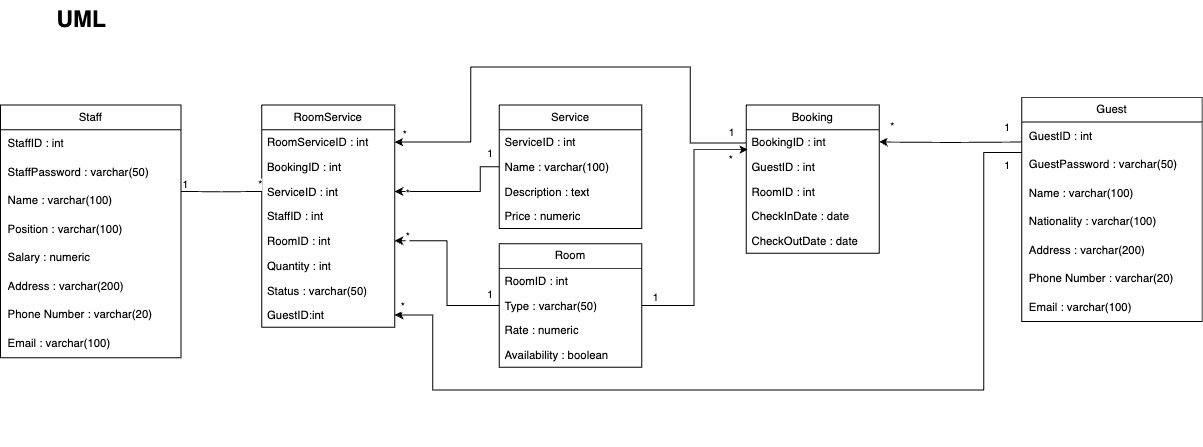 UML
Staff
StaffID : int
StaffPassword : varchar(50)
Name : varchar(100)
Position : varchar(100)
Salary : numeric
Address : varchar(200)
Phone Number : varchar(20)
Email : varchar(100)
1
*
RoomService
RoomServiceID : int
BookingID : int
ServiceID : int
StaffID : int
RoomID : int
Quantity : int
Status : varchar(50)
GuestID:int
*
*
*
*
Service
ServiceID : int
Name : varchar(100)
Description : text
Price : numeric
1
Room
RoomID : int
Type : varchar(50)
Rate : numeric
Availability : boolean
1
1
Booking
BookingID : int
GuestID : int
RoomID : int
CheckInDate : date
CheckOutDate : date
1
*
*
Guest
GuestID : int
GuestPassword : varchar(50)
Name : varchar(100)
Nationality : varchar(100)
Address : varchar(200)
Phone Number : varchar(20)
Email : varchar(100)
1
1